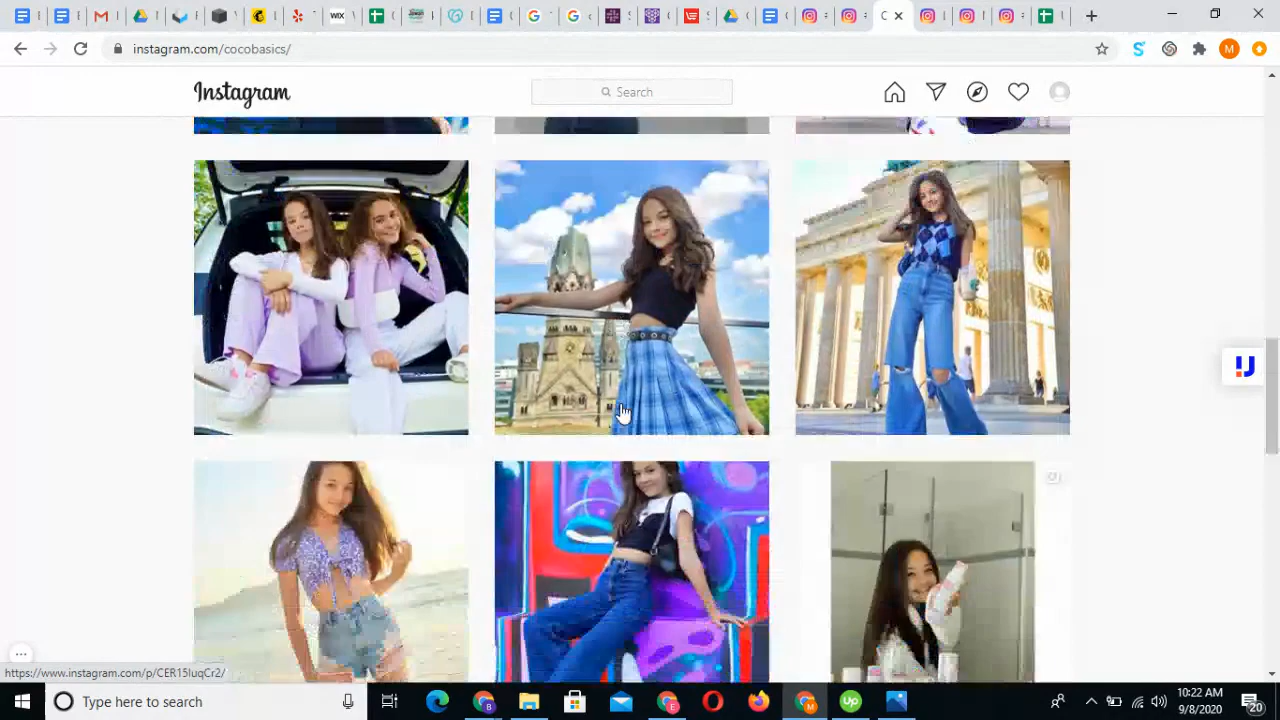 instagram.com/cocobasics/
M
Instagram
Search
https://www.instagram.com/p/CER15luqCr2/
Type here to search
10:22 AM
9/8/2020
20